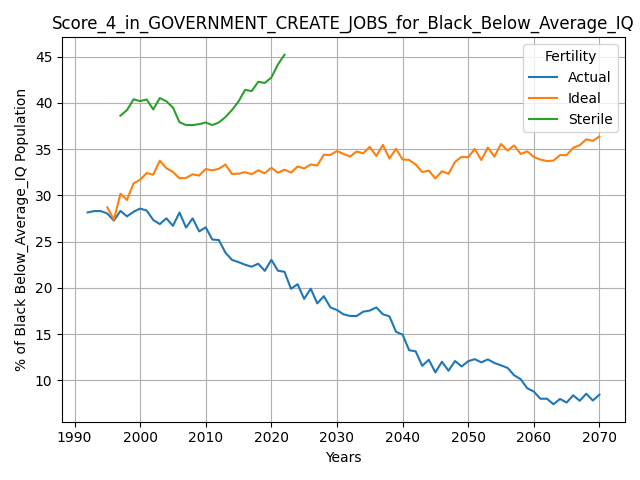 Score_4_in_GOVERNMENT_CREATE_JOBS_for_Black_Below_Average_IQ
Fertility
Actual
Ideal
Sterile
% of Black Below_Average_IQ Population
45
40
35
30
25
20
15
10
1990 2000 2010 2020 2030 2040 2050 2060 2070
Years